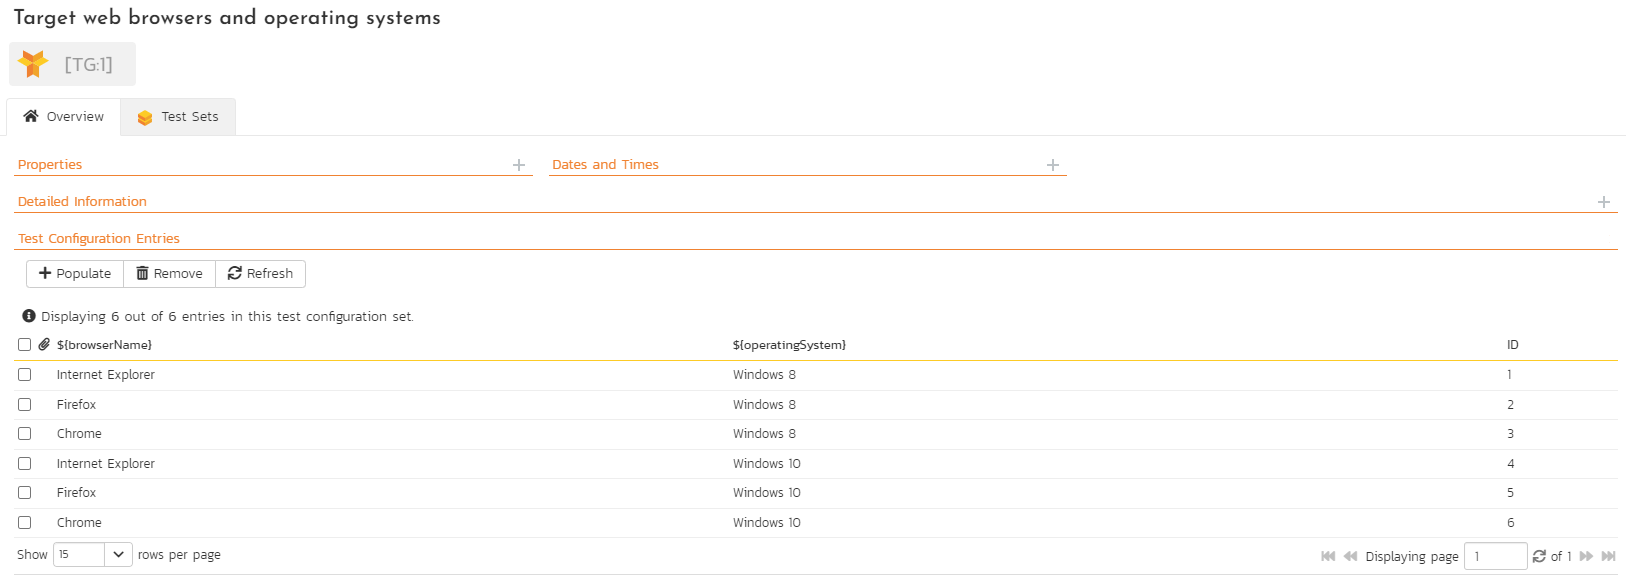 Target web browsers and operating systems
[TG:1]
Overview Test Sets
Properties Dates and Times
Detailed Information
Test Configuration Entries
Populate Remove Refresh
Displaying 6 out of 6 entries in this test configuration set.
${browserName} ${operatingSystem} ID
Internet Explorer Windows 8 1
Firefox Windows 8 2
Chrome Windows 8 3
Internet Explorer Windows 10 4
Firefox Windows 10 5
Chrome Windows 10 6
Show 15 rows per page Displaying page 1 of 1